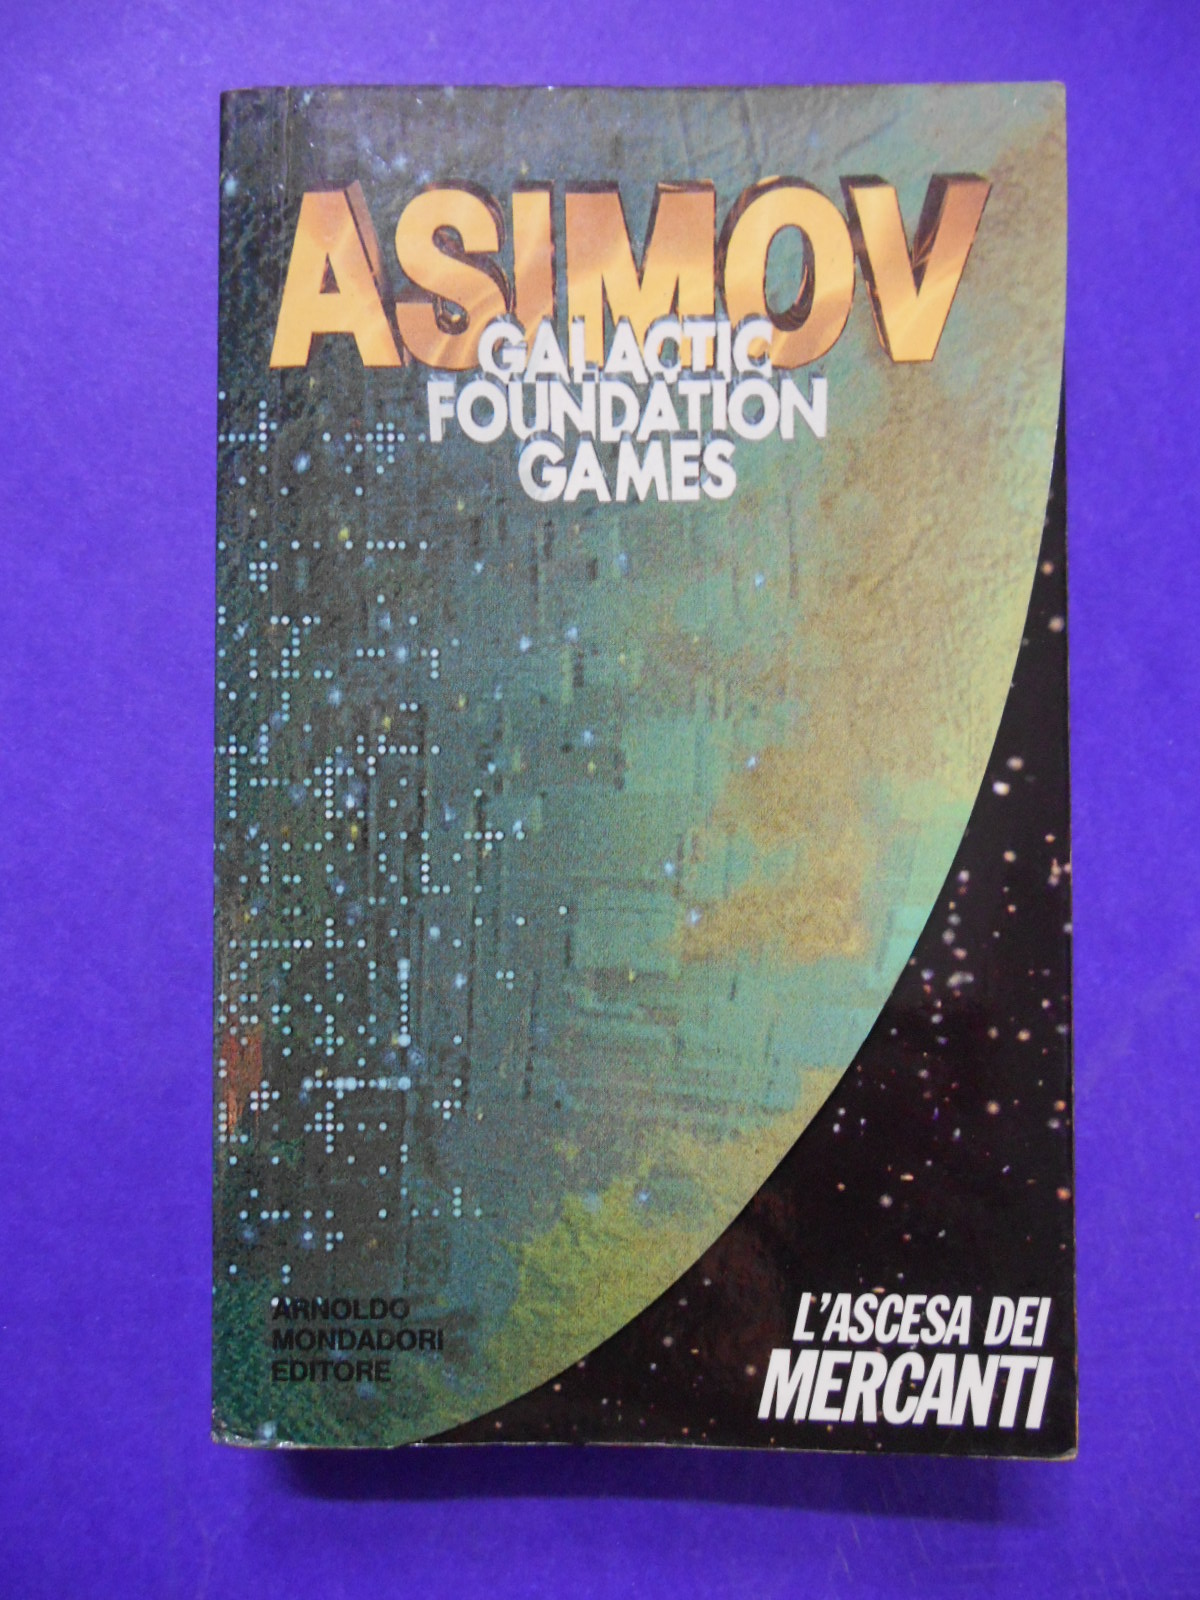 ASIMOV
GALACTIC
FOUNDATION
GAMES
ARNOLDO
MONDADORI
EDITORE
L'ASCESA DEI
MERCANTI